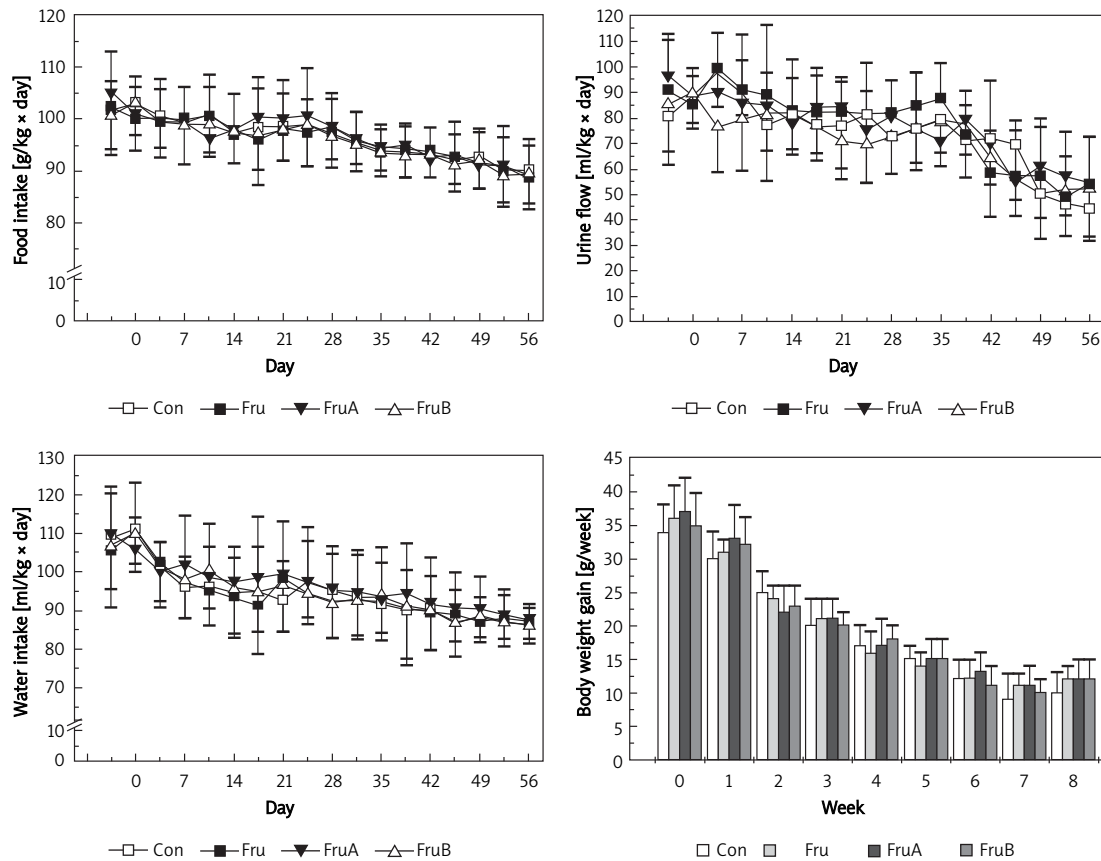 Food intake [g/kg × day]
120
110
100
90
80
10
0
0 7 14 21 28 35 42 49 56
Day
Con Fru FruA FruB
Urine flow [ml/kg × day]
120
110
100
90
80
70
60
50
40
30
20
10
0
0 7 14 21 28 35 42 49 56
Day
Con Fru FruA FruB
Water intake [ml/kg × day]
130
120
110
100
90
80
70
10
0
0 7 14 21 28 35 42 49 56
Day
Con Fru FruA FruB
Body weight gain [g/week]
45
40
35
30
25
20
15
10
5
0
0 1 2 3 4 5 6 7 8
Week
Con Fru FruA FruB